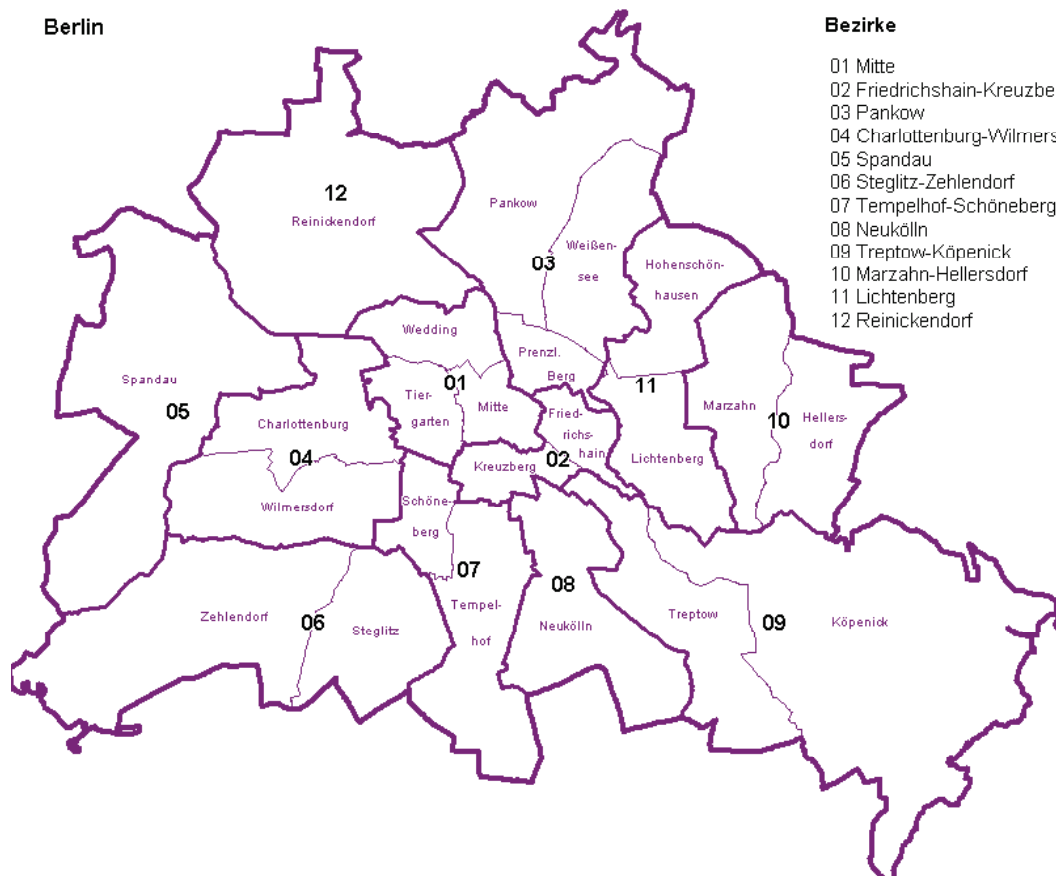 Berlin
Bezirke
01 Mitte
02 Friedrichshain-Kreuzbe
03 Pankow
04 Charlottenburg-Wilmers
05 Spandau
06 Steglitz-Zehlendorf
07 Tempelhof-Schöneberg
08 Neukölln
09 Treptow-Köpenick
10 Marzahn-Hellersdorf
11 Lichtenberg
12 Reinickendorf
12
Reinickendorf
Pankow
03
Weißen-
see
Hohenschön-
hausen
Wedding
Prenzl.
Berg
01
11
Tier-
garten
Mitte
Spandau
05
Charlottenburg
04
Wilmersdorf
Fried-
richs-
hain
02
Kreuzberg
Lichtenberg
Marzahn
10
Hellers-
dorf
Schöne-
berg
07
Tempel-
hof
08
Neukölln
Zehlendorf
06
Steglitz
Treptow
09
Köpenick